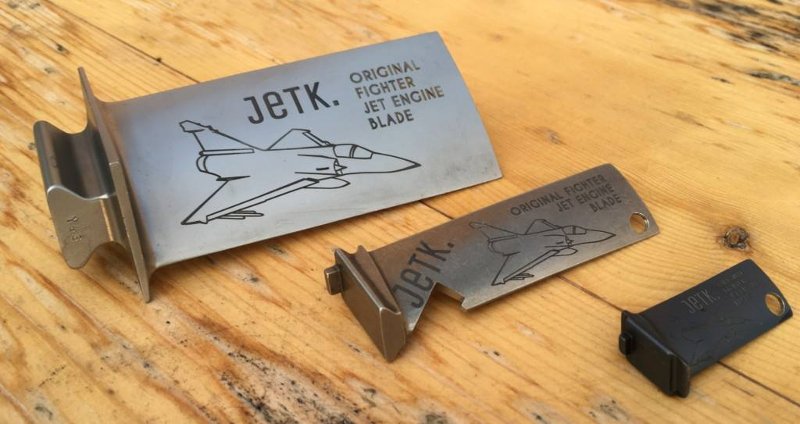 JeTK.
ORIGINAL
FIGHTER
JET ENGINE
BLADE
JeTK.
ORIGINAL FIGHTER
JET ENGINE
BLADE
JeTK.